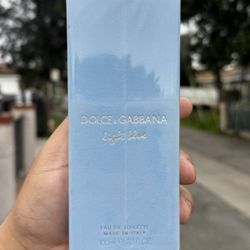 DOLCE & GABBANA
light blue
EAU DE TOILETTE
MADE IN ITALY